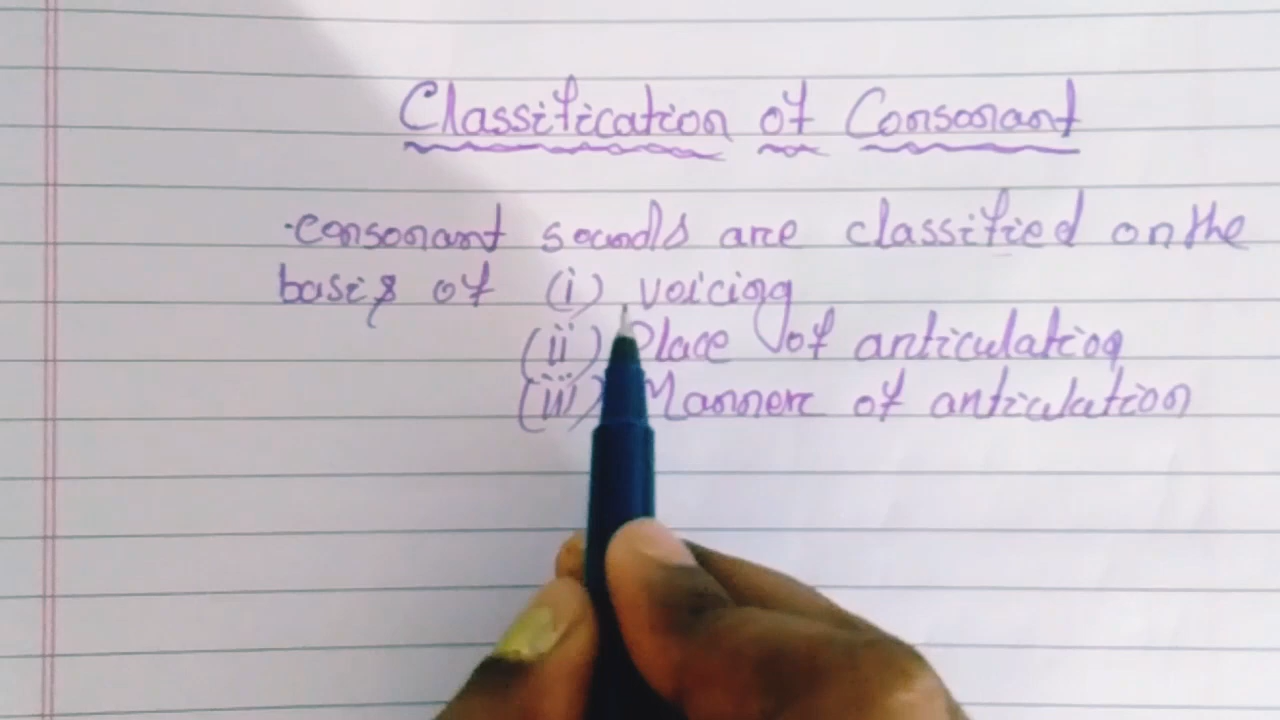 Classification of Consonant
·consonant sounds are classified on the
basis of (i) voicing
(ii) Place of articulation
(iii) Manner of articulation